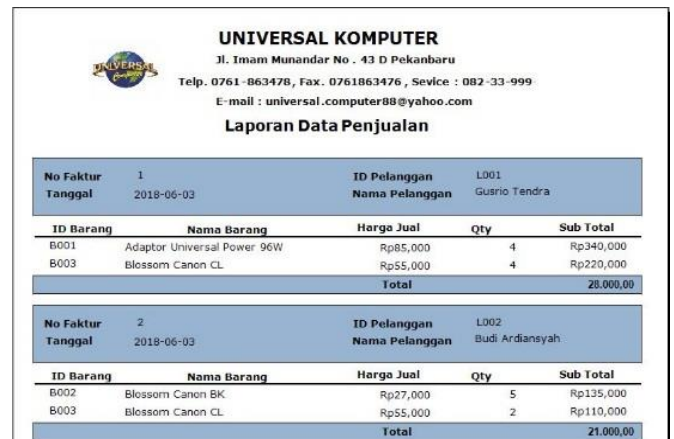 UNIVERSAL KOMPUTER
Jl. Imam Munandar No . 43 D Pekanbaru
UNIVERSAL
Computer
Telp. 0761-863478, Fax. 0761863476 , Sevice : 082-33-999
E-mail : universal.computer88@yahoo.com
Laporan Data Penjualan
No Faktur 1 ID Pelanggan L001
Tanggal 2018-06-03 Nama Pelanggan Gusrio Tendra
ID Barang Nama Barang Harga Jual Qty Sub Total
B001 Adaptor Universal Power 96W Rp85,000 4 Rp340,000
B003 Blossom Canon CL Rp55,000 4 Rp220,000
Total 28.000,00
No Faktur 2 ID Pelanggan L002
Tanggal 2018-06-03 Nama Pelanggan Budi Ardiansyah
ID Barang Nama Barang Harga Jual Qty Sub Total
B002 Blossom Canon BK Rp27,000 5 Rp135,000
B003 Blossom Canon CL Rp55,000 2 Rp110,000
Total 21.000,00